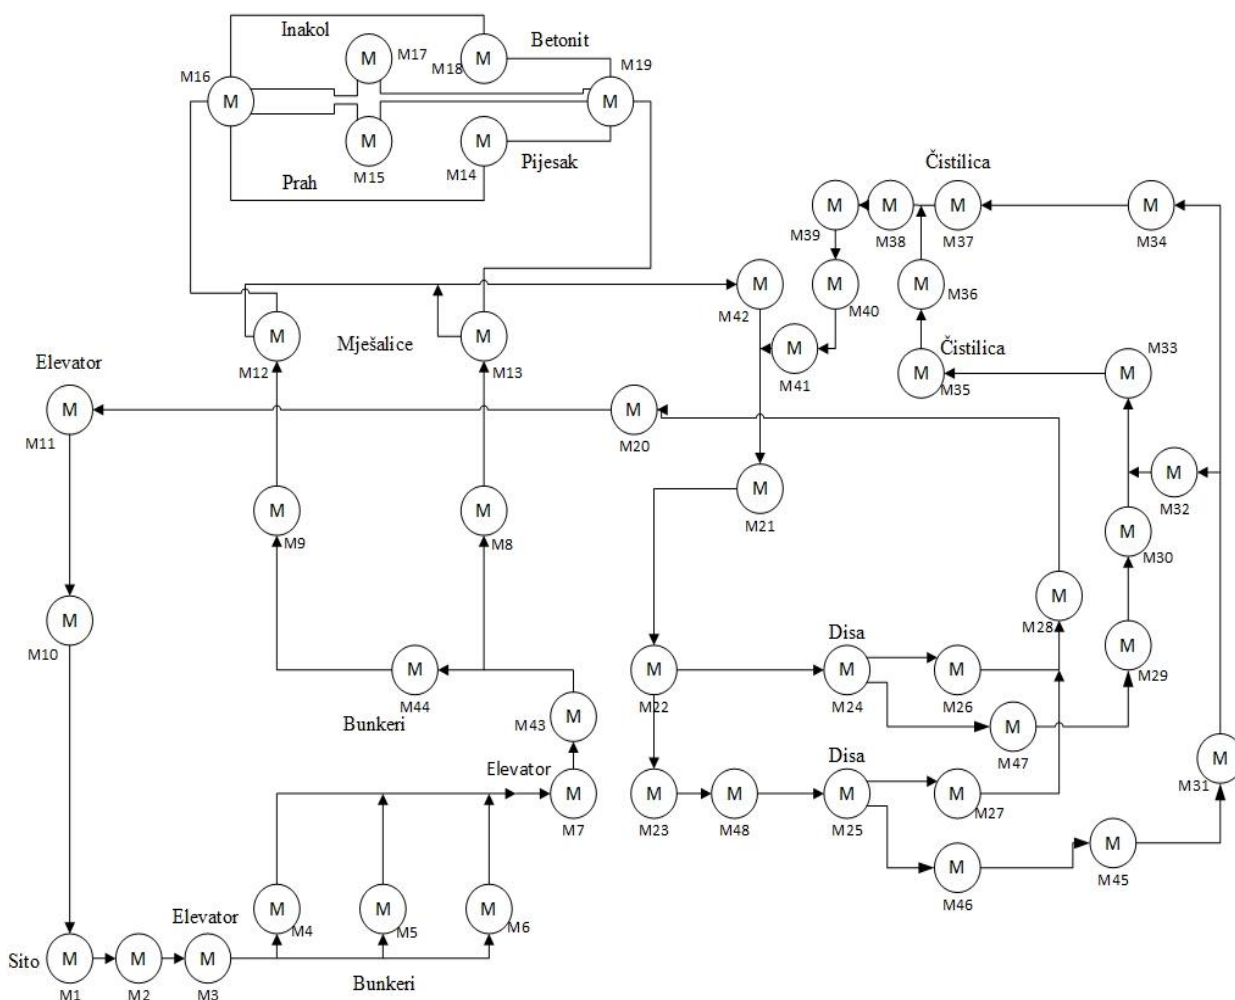 Inakol
M
M17
Betonit
M
M18
M16
M
M19
M
M
M15
M
M14
Prah
Pijesak
Čistilica
M
M39
M
M38
M
M37
M
M34
M
M42
M
M40
M
M36
M
M12
Mješalice
M
M13
M
M41
Čistilica
M
M35
M
M33
Elevator
M
M11
M
M20
M
M21
M
M32
M
M9
M
M8
M
M30
M
M10
M
M28
M
M29
Disa
M
M22
M
M24
M
M26
M
M44
Bunkeri
M
M43
M
M47
Elevator
M
M7
Disa
M
M23
M
M48
M
M25
M
M27
M
M31
M
M45
M
M46
Elevator
M
M4
M
M5
M
M6
Sito
M
M1
M
M2
M
M3
Bunkeri